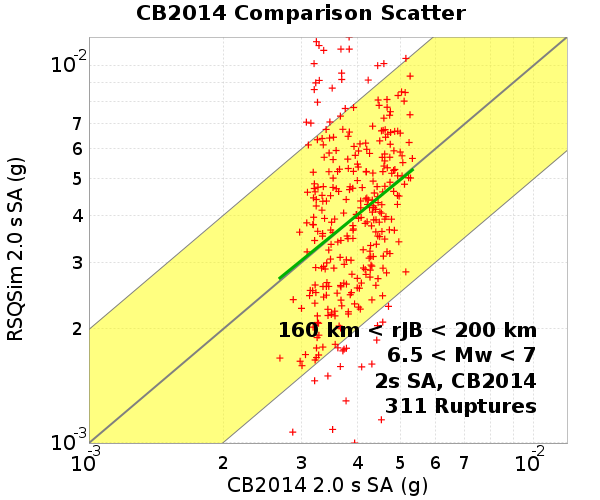 CB2014 Comparison Scatter
RSQSim 2.0 s SA (g)
10-2
7
6
5
4
3
2
10-3
160 km < rJB < 200 km
6.5 < Mw < 7
2s SA, CB2014
311 Ruptures
10-3 2 3 4 5 6 7 10-2
CB2014 2.0 s SA (g)